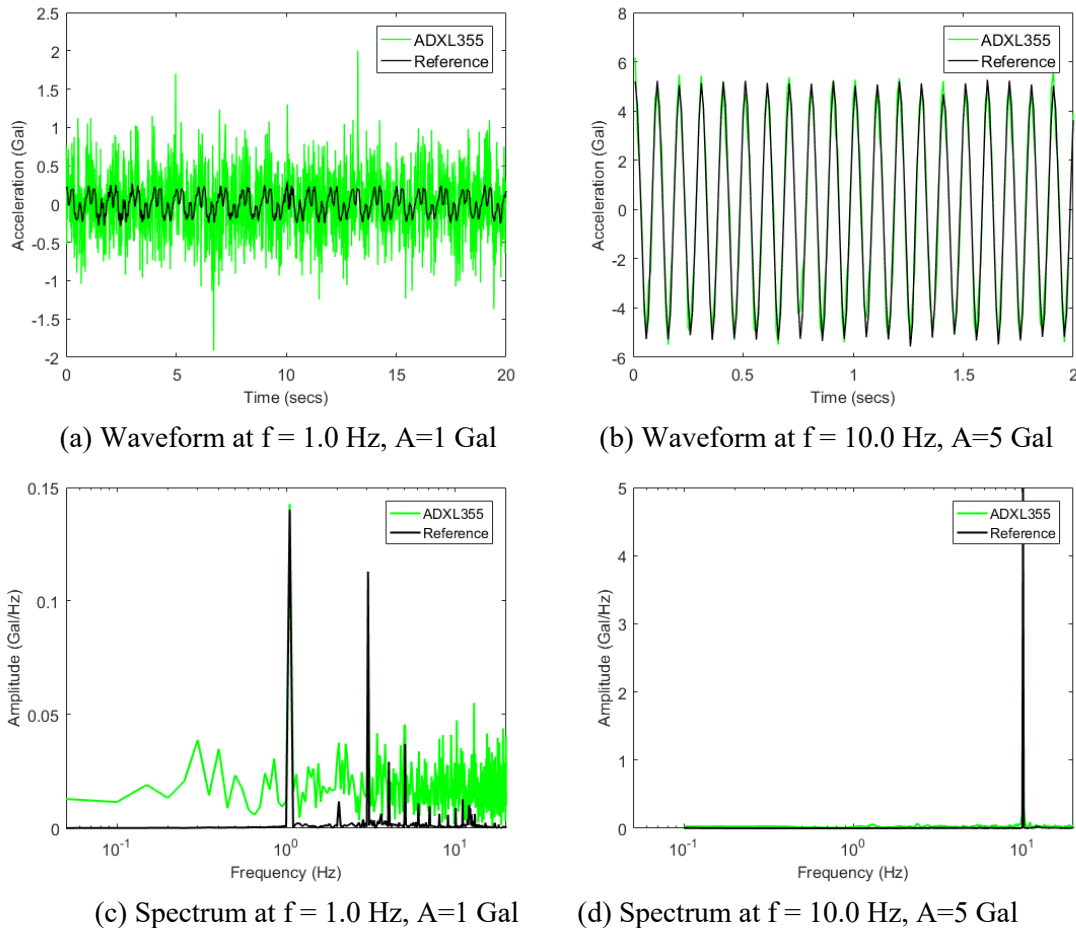 2.5
2
1.5
1
0.5
0
-0.5
-1
-1.5
-2
Acceleration (Gal)
ADXL355
Reference
0
5
10
15
20
Time (secs)
(a) Waveform at f = 1.0 Hz, A=1 Gal
8
6
4
2
0
-2
-4
-6
Acceleration (Gal)
ADXL355
Reference
0
0.5
1
1.5
2
Time (secs)
(b) Waveform at f = 10.0 Hz, A=5 Gal
0.15
0.1
0.05
0
Amplitude (Gal/Hz)
ADXL355
Reference
10-1
100
101
Frequency (Hz)
(c) Spectrum at f = 1.0 Hz, A=1 Gal
5
4
3
2
1
0
Amplitude (Gal/Hz)
ADXL355
Reference
10-1
100
101
Frequency (Hz)
(d) Spectrum at f = 10.0 Hz, A=5 Gal